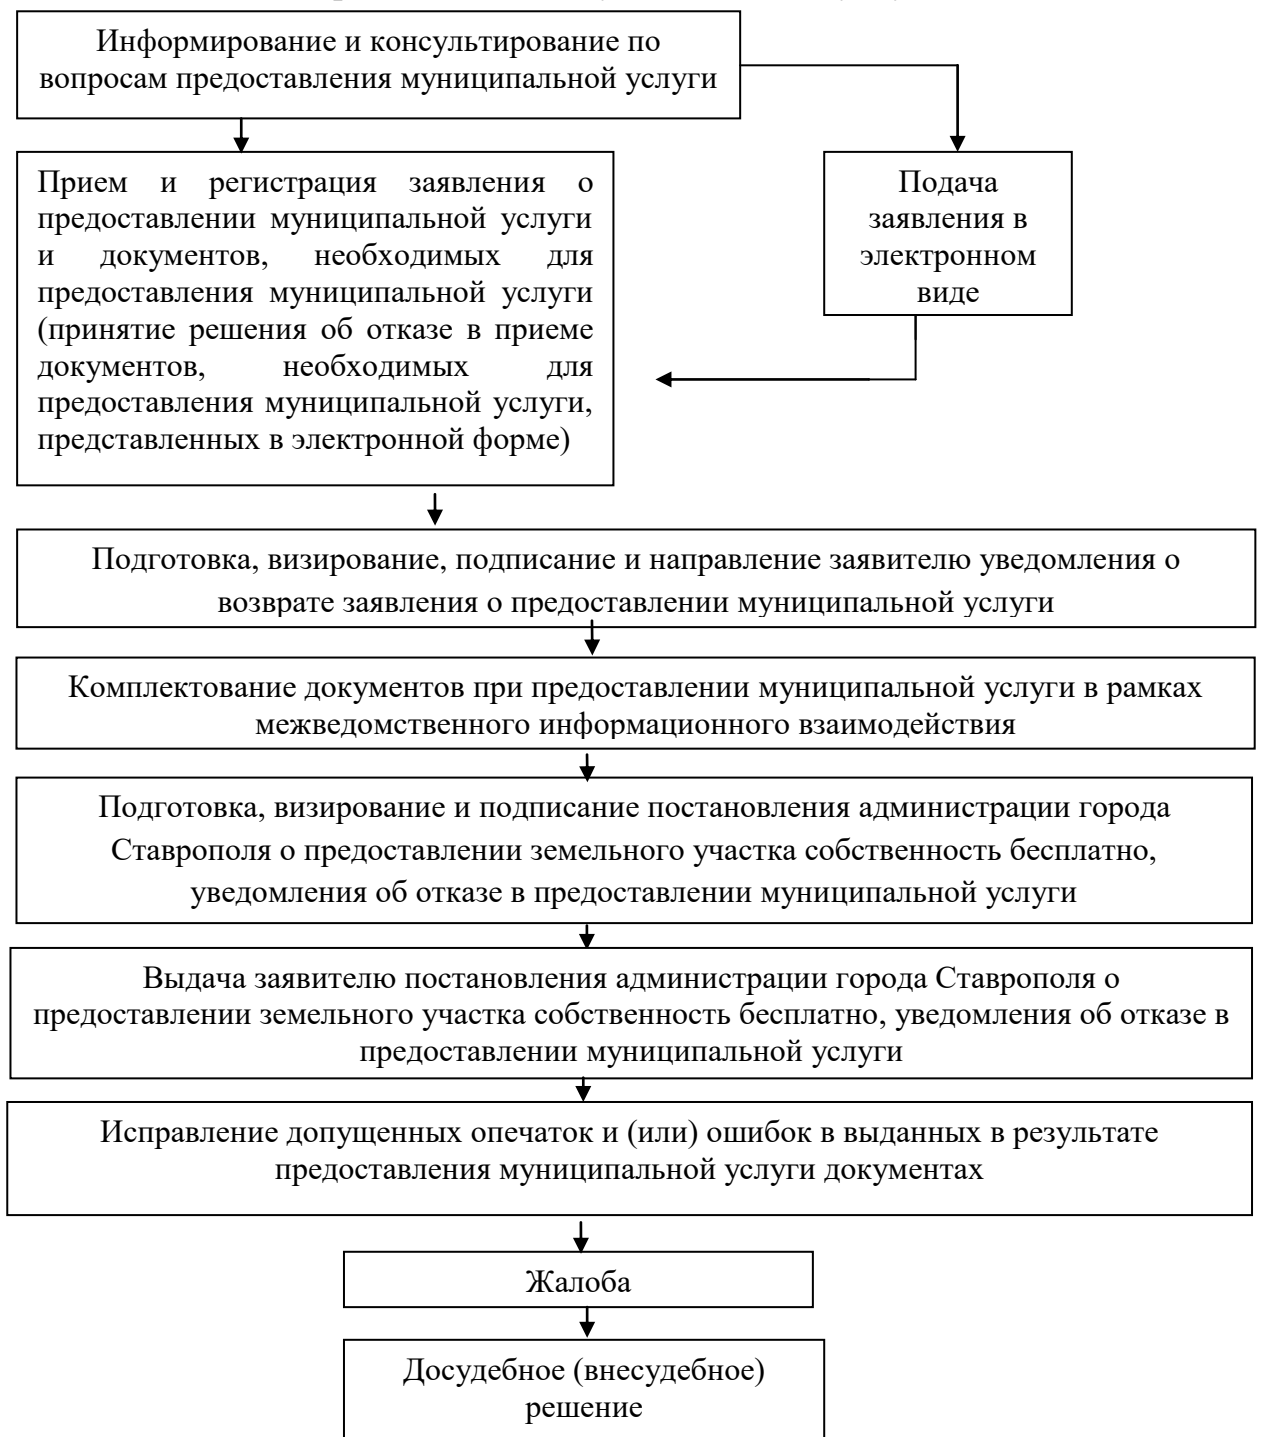 Информирование и консультирование по
вопросам предоставления муниципальной услуги
Прием и регистрация заявления о
предоставлении муниципальной услуги
и документов, необходимых для
предоставления муниципальной услуги
(принятие решения об отказе в приеме
документов, необходимых для
предоставления муниципальной услуги,
представленных в электронной форме)
Подача
заявления в
электронном
виде
Подготовка, визирование, подписание и направление заявителю уведомления о
возврате заявления о предоставлении муниципальной услуги
Комплектование документов при предоставлении муниципальной услуги в рамках
межведомственного информационного взаимодействия
Подготовка, визирование и подписание постановления администрации города
Ставрополя о предоставлении земельного участка собственность бесплатно,
уведомления об отказе в предоставлении муниципальной услуги
Выдача заявителю постановления администрации города Ставрополя о
предоставлении земельного участка собственность бесплатно, уведомления об отказе в
предоставлении муниципальной услуги
Исправление допущенных опечаток и (или) ошибок в выданных в результате
предоставления муниципальной услуги документах
Жалоба
Досудебное (внесудебное)
решение